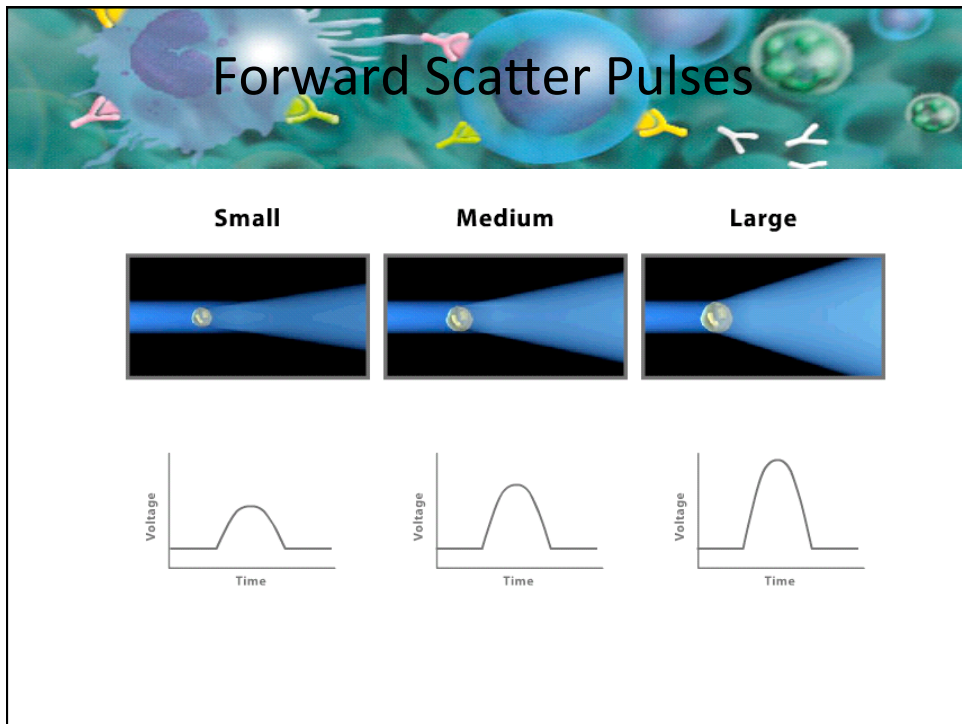 Forward Scatter Pulses
Small Medium Large
Voltage Voltage Voltage
Time Time Time